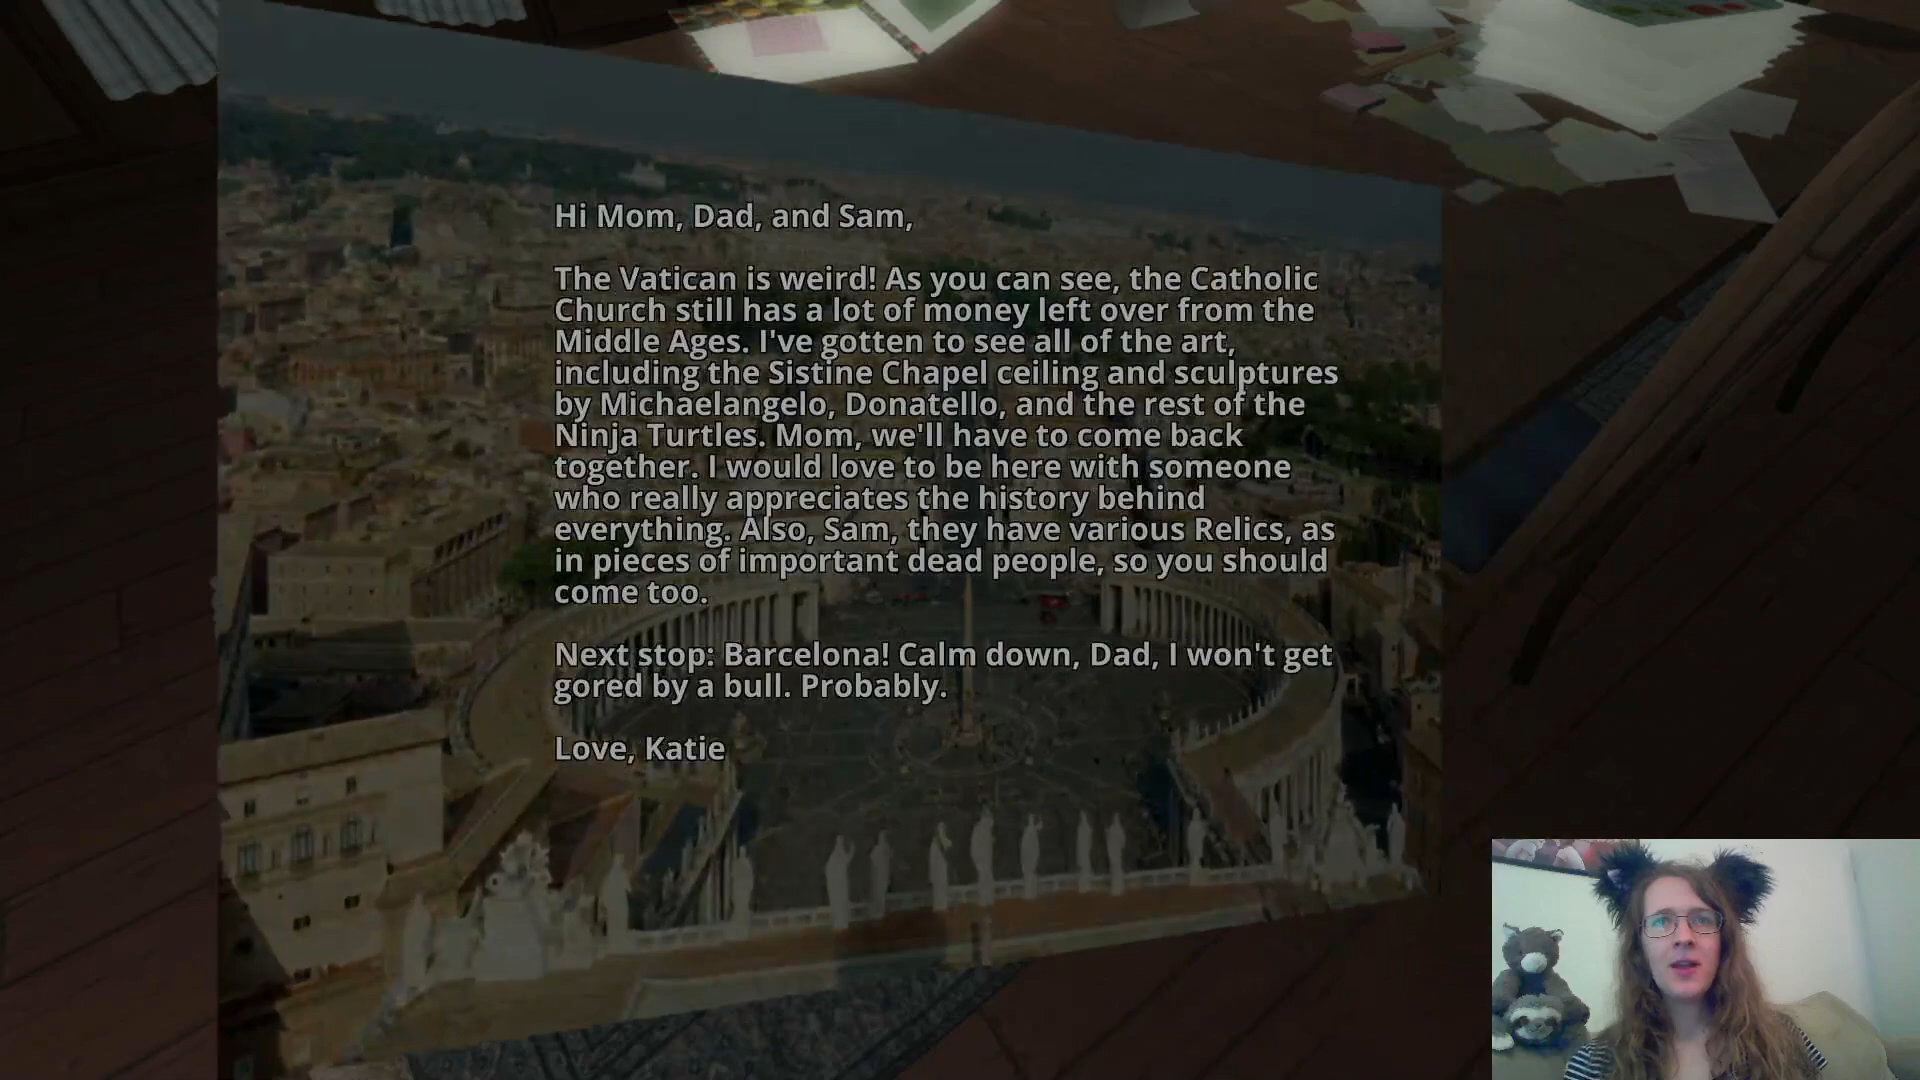 Hi Mom, Dad, and Sam,
The Vatican is weird! As you can see, the Catholic
Church still has a lot of money left over from the
Middle Ages. I've gotten to see all of the art,
including the Sistine Chapel ceiling and sculptures
by Michaelangelo, Donatello, and the rest of the
Ninja Turtles. Mom, we'll have to come back
together. I would love to be here with someone
who really appreciates the history behind
everything. Also, Sam, they have various Relics, as
in pieces of important dead people, so you should
come too.
Next stop: Barcelona! Calm down, Dad, I won't get
gored by a bull. Probably.
Love, Katie